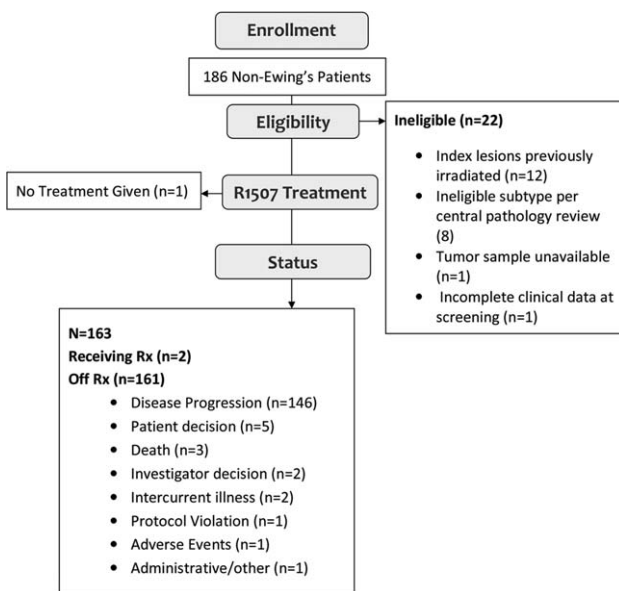 Enrollment
186 Non-Ewing's Patients
Eligibility
Ineligible (n=22)
• Index lesions previously
irradiated (n=12)
• Ineligible subtype per
central pathology review
(8)
• Tumor sample unavailable
(n=1)
• Incomplete clinical data at
screening (n=1)
No Treatment Given (n=1)
R1507 Treatment
Status
N=163
Receiving Rx (n=2)
Off Rx (n=161)
• Disease Progression (n=146)
• Patient decision (n=5)
• Death (n=3)
• Investigator decision (n=2)
• Intercurrent illness (n=2)
• Protocol Violation (n=1)
• Adverse Events (n=1)
• Administrative/other (n=1)